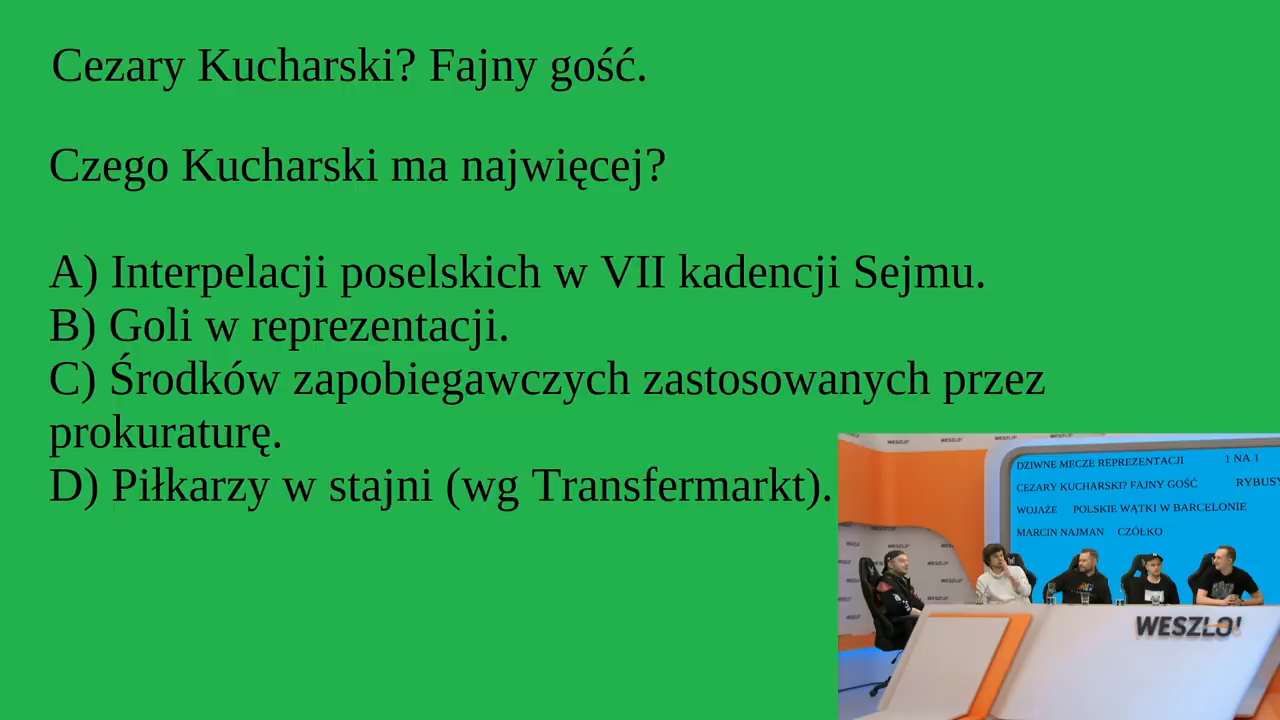 Cezary Kucharski? Fajny gość.
Czego Kucharski ma najwięcej?
A) Interpelacji poselskich w VII kadencji Sejmu.
B) Goli w reprezentacji.
C) Środków zapobiegawczych zastosowanych przez
prokuraturę.
D) Piłkarzy w stajni (wg Transfermarkt).
DZIWNE MECZE REPREZENTACJI 1 NA 1
CEZARY KUCHARSKI? FAJNY GOŚĆ RYBUSY
WOJAŻE POLSKIE WĄTKI W BARCELONIE
MARCIN NAJMAN CZÓŁKO
WESZŁO!